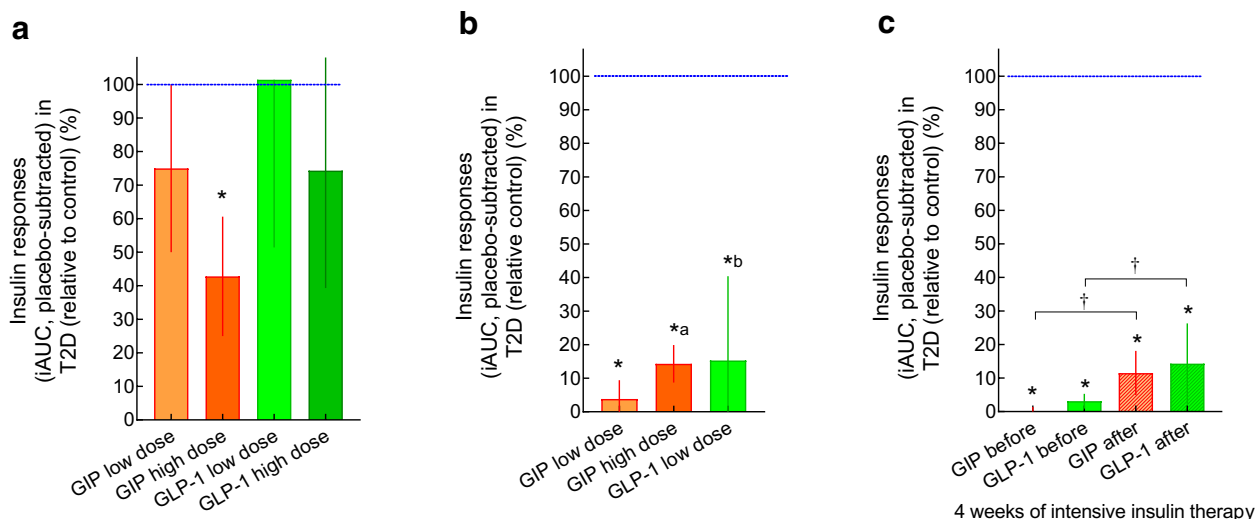 a
Insulin responses
(iAUC, placebo-subtracted) in
T2D (relative to control) (%)
100
90
80
70
60
50
40
30
20
10
0
*
GIP low dose
GIP high dose
GLP-1 low dose
GLP-1 high dose
b
Insulin responses
(iAUC, placebo-subtracted) in
T2D (relative to control) (%)
100
90
80
70
60
50
40
30
20
10
0
*
*a
*b
GIP low dose
GIP high dose
GLP-1 low dose
c
Insulin responses
(iAUC, placebo-subtracted) in
T2D (relative to control) (%)
100
90
80
70
60
50
40
30
20
10
0
†
†
*
*
*
*
GIP before
GLP-1 before
GIP after
GLP-1 after
4 weeks of intensive insulin therapy